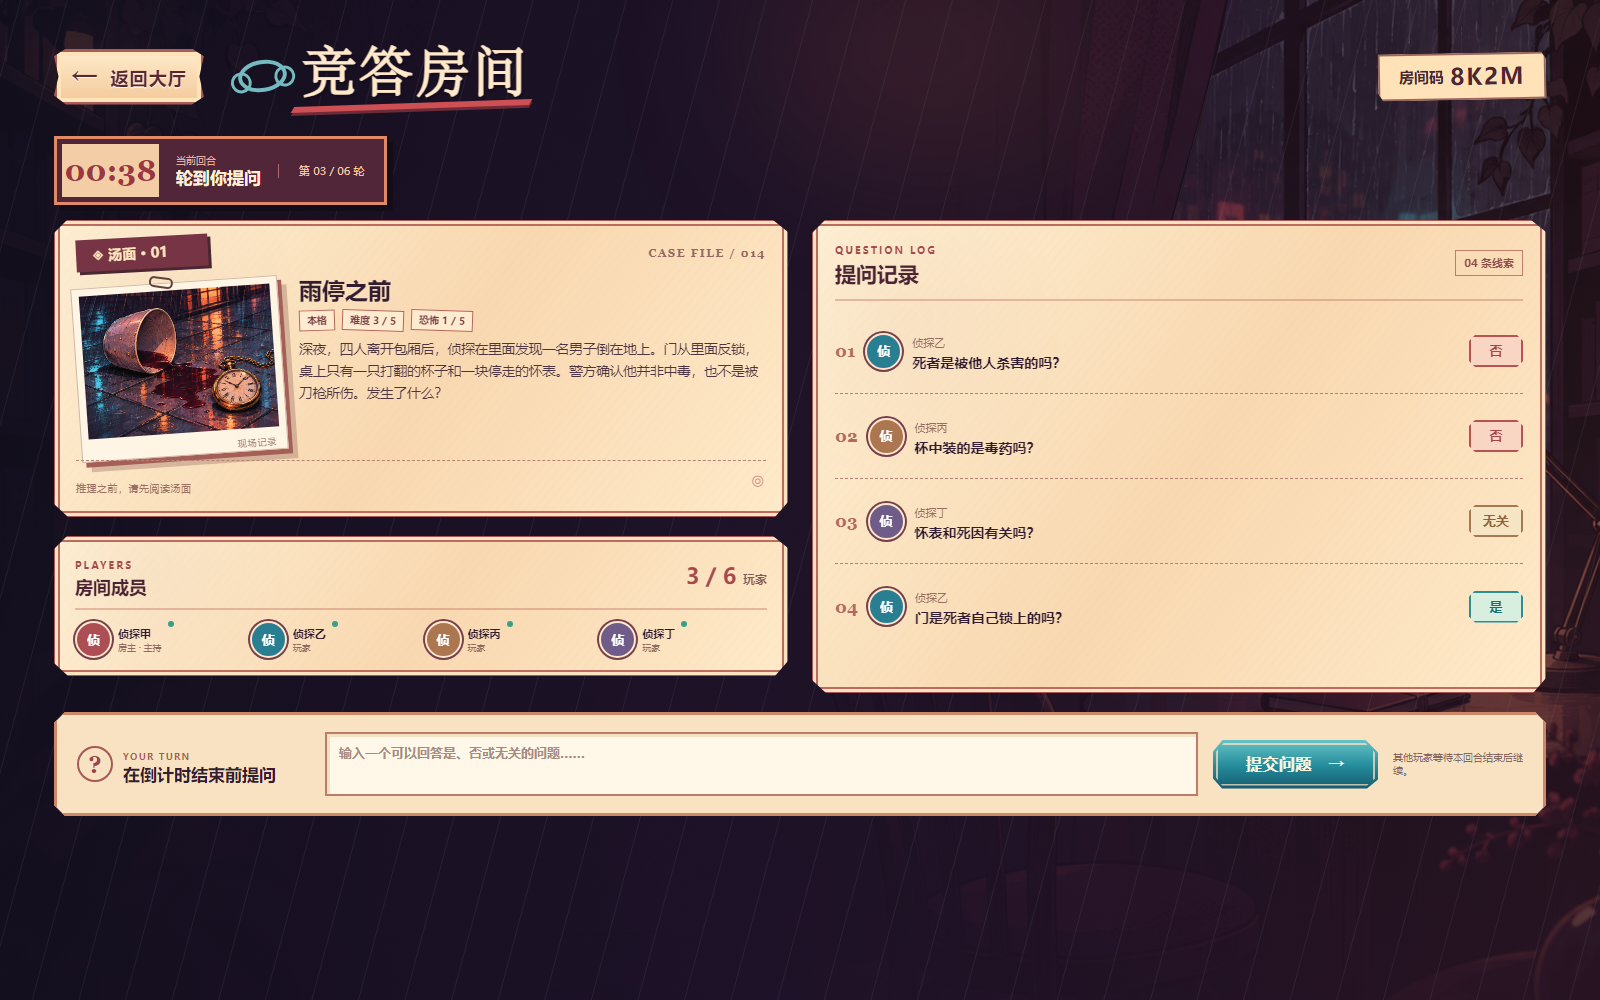 ← 返回大厅
竞答房间
房间码 8K2M
00:38
当前回合
轮到你提问
第 03 / 06 轮
◈ 汤面 · 01
CASE FILE / 014
雨停之前
本格 难度 3 / 5 恐怖 1 / 5
深夜，四人离开包厢后，侦探在里面发现一名男子倒在地上。门从里面反锁，
桌上只有一只打翻的杯子和一块停走的怀表。警方确认他并非中毒，也不是被
刀枪所伤。发生了什么？
现场记录
推理之前，请先阅读汤面
◎
PLAYERS
房间成员
3 / 6 玩家
侦 侦探甲
房主 · 主持
侦 侦探乙
玩家
侦 侦探丙
玩家
侦 侦探丁
玩家
QUESTION LOG
提问记录
04 条线索
01 侦 侦探乙
死者是被他人杀害的吗？
否
02 侦 侦探丙
杯中装的是毒药吗？
否
03 侦 侦探丁
怀表和死因有关吗？
无关
04 侦 侦探乙
门是死者自己锁上的吗？
是
?
YOUR TURN
在倒计时结束前提问
输入一个可以回答是、否或无关的问题……
提交问题 →
其他玩家等待本回合结束后继
续。